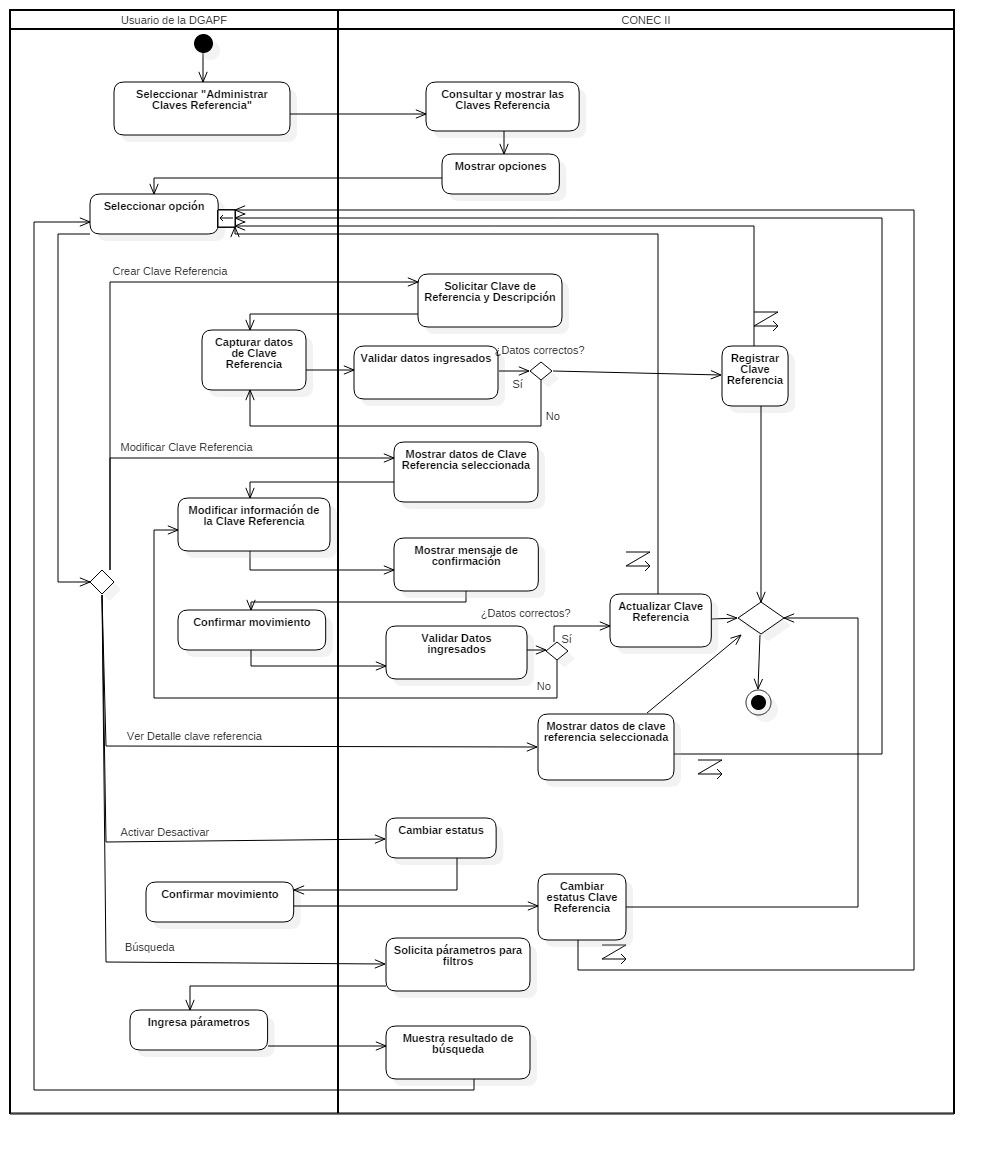 Usuario de la DGAPF
CONEC II
Seleccionar "Administrar
Claves Referencia"
Consultar y mostrar las
Claves Referencia
Mostrar opciones
Seleccionar opción
Crear Clave Referencia
Solicitar Clave de
Referencia y Descripción
Capturar datos
de Clave
Referencia
Validar datos ingresados
¿Datos correctos?
Sí
No
Registrar
Clave
Referencia
Modificar Clave Referencia
Mostrar datos de Clave
Referencia seleccionada
Modificar información de
la Clave Referencia
Mostrar mensaje de
confirmación
Confirmar movimiento
Validar Datos
ingresados
¿Datos correctos?
Sí
No
Actualizar Clave
Referencia
Ver Detalle clave referencia
Mostrar datos de clave
referencia seleccionada
Activar Desactivar
Cambiar estatus
Confirmar movimiento
Cambiar
estatus Clave
Referencia
Búsqueda
Solicita párametros para
filtros
Ingresa párametros
Muestra resultado de
búsqueda